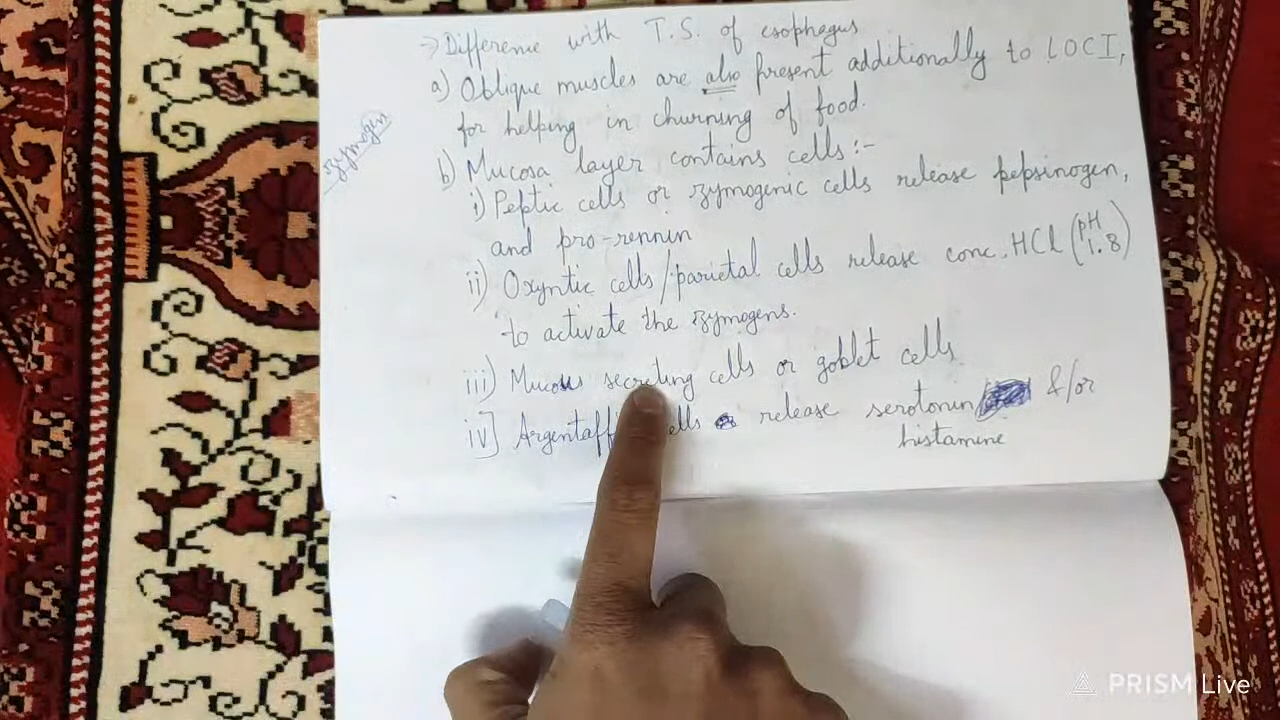 → Difference with T.S. of esophagus
a) Oblique muscles are also present additionally to LOCI,
for helping in churning of food.
zymogen
b) Mucosa layer contains cells:-
i) Peptic cells or zymogenic cells release pepsinogen,
and pro-rennin
ii) Oxyntic cells/parietal cells release conc. HCl (pH 1.8)
to activate the zymogens.
iii) Mucous secreting cells or goblet cells
iv] Argentaff cells release serotonin &/or
histamine
PRISM Live